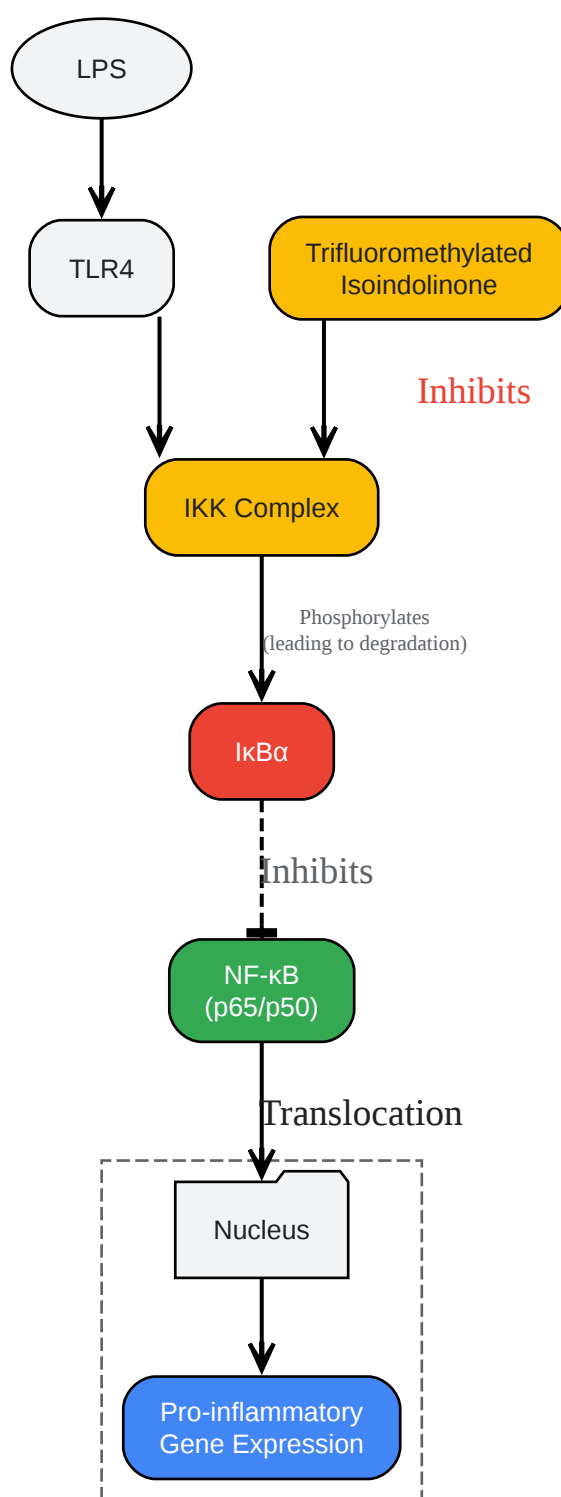 LPS
TLR4
Trifluoromethylated
Isoindolinone
Inhibits
IKK Complex
Phosphorylates
(leading to degradation)
IκBα
Inhibits
NF-κB
(p65/p50)
Translocation
Nucleus
Pro-inflammatory
Gene Expression